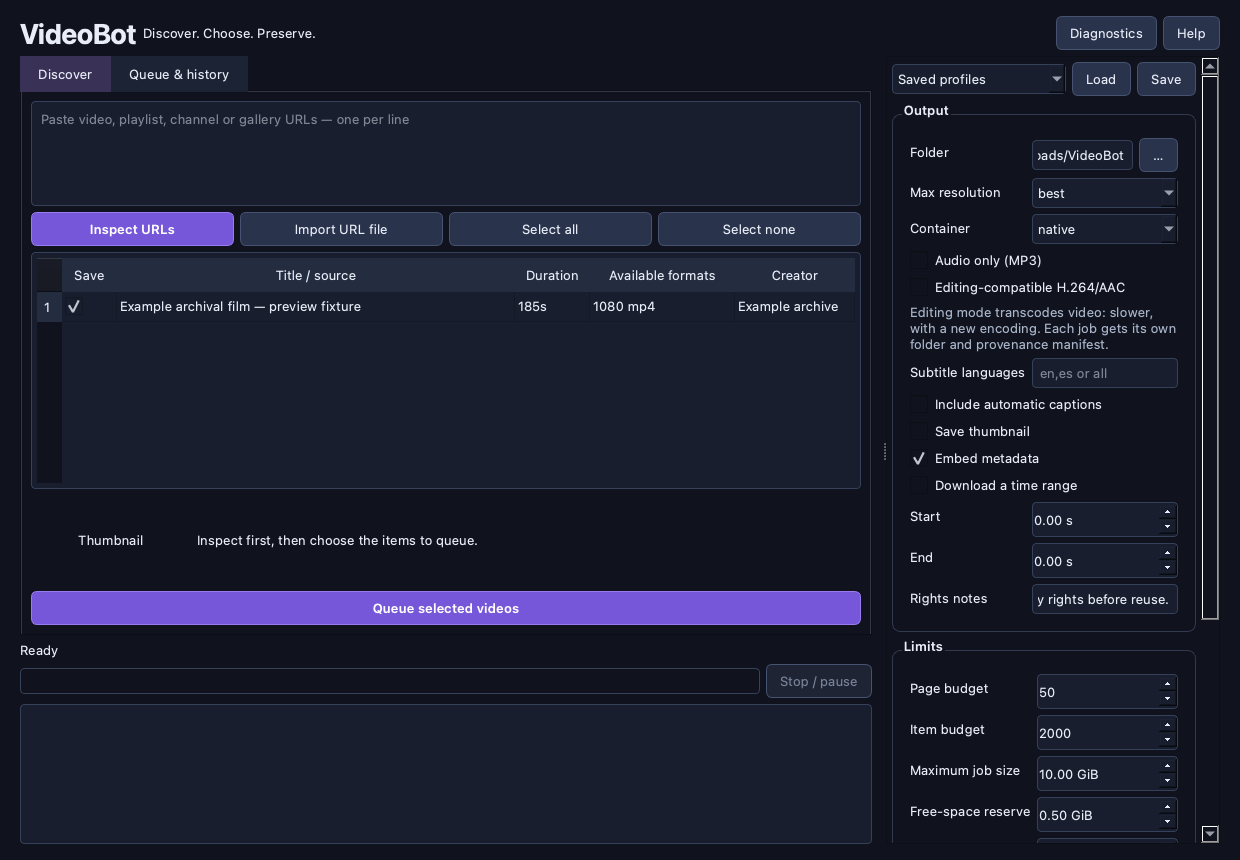 VideoBot Discover. Choose. Preserve.
Diagnostics
Help
Discover
Queue & history
Paste video, playlist, channel or gallery URLs — one per line
Inspect URLs
Import URL file
Select all
Select none
Save
Title / source
Duration
Available formats
Creator
1
Example archival film — preview fixture
185s
1080 mp4
Example archive
Thumbnail
Inspect first, then choose the items to queue.
Queue selected videos
Ready
Stop / pause
Saved profiles
Load
Save
Output
Folder
oads/VideoBot
...
Max resolution
best
Container
native
Audio only (MP3)
Editing-compatible H.264/AAC
Editing mode transcodes video: slower,
with a new encoding. Each job gets its own
folder and provenance manifest.
Subtitle languages
en,es or all
Include automatic captions
Save thumbnail
Embed metadata
Download a time range
Start
0.00 s
End
0.00 s
Rights notes
y rights before reuse.
Limits
Page budget
50
Item budget
2000
Maximum job size
10.00 GiB
Free-space reserve
0.50 GiB